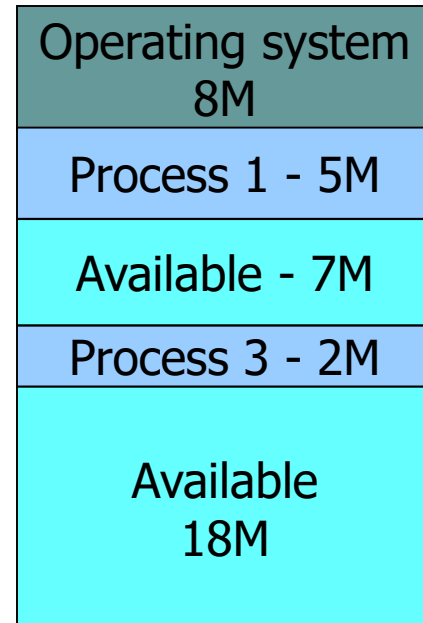 Operating system
8M
Process 1 - 5M
Available - 7M
Process 3 - 2M
Available
18M